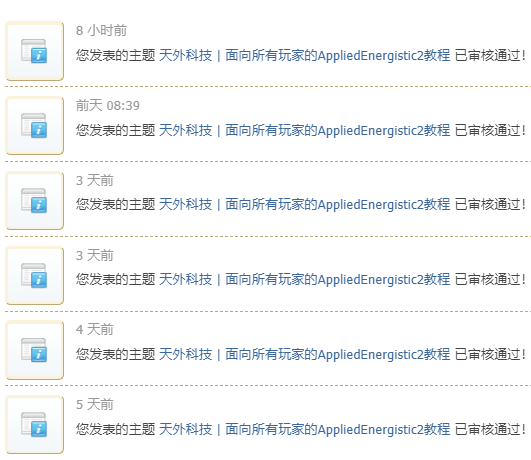 8 小时前
您发表的主题 天外科技 | 面向所有玩家的AppliedEnergistic2教程 已审核通过!
前天 08:39
您发表的主题 天外科技 | 面向所有玩家的AppliedEnergistic2教程 已审核通过!
3 天前
您发表的主题 天外科技 | 面向所有玩家的AppliedEnergistic2教程 已审核通过!
3 天前
您发表的主题 天外科技 | 面向所有玩家的AppliedEnergistic2教程 已审核通过!
4 天前
您发表的主题 天外科技 | 面向所有玩家的AppliedEnergistic2教程 已审核通过!
5 天前
您发表的主题 天外科技 | 面向所有玩家的AppliedEnergistic2教程 已审核通过!